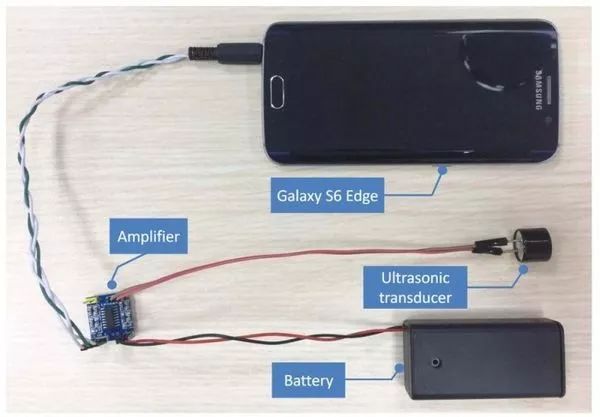 SAMSUNG
Galaxy S6 Edge
Amplifier
Ultrasonic
transducer
Battery